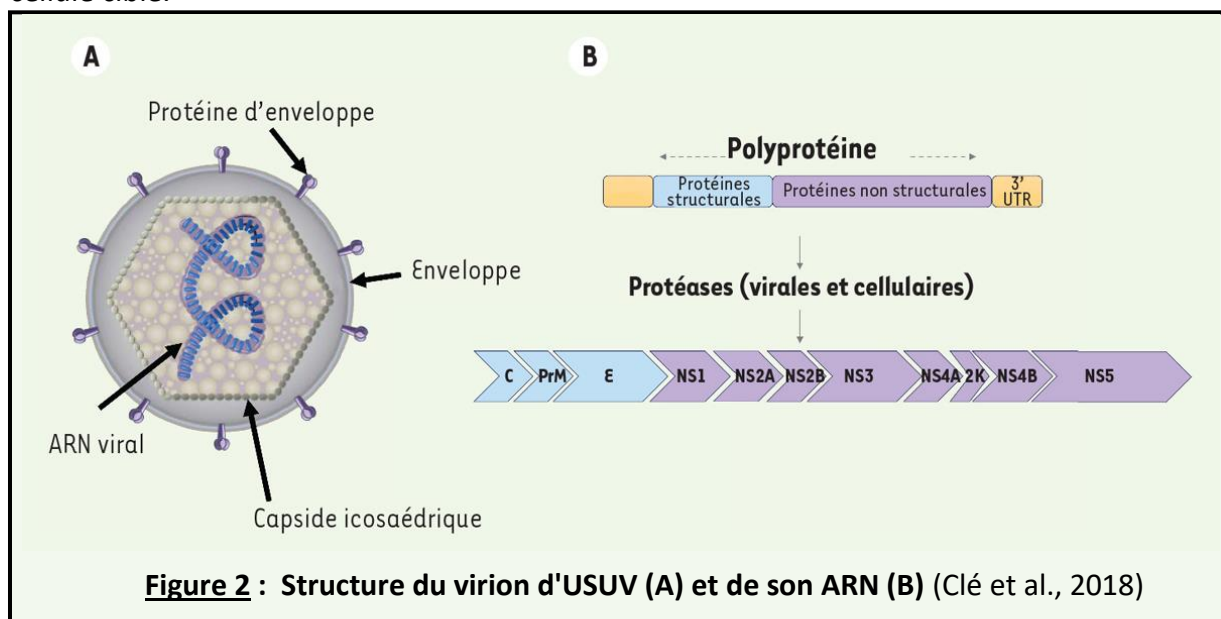 A
B
Protéine d'enveloppe
Enveloppe
ARN viral
Capside icosaédrique
Polyprotéine
Protéines structurales
Protéines non structurales
3' UTR
Protéases (virales et cellulaires)
C PrM E NS1 NS2A NS2B NS3 NS4A 2K NS4B NS5
Figure 2 : Structure du virion d'USUV (A) et de son ARN (B) (Clé et al., 2018)